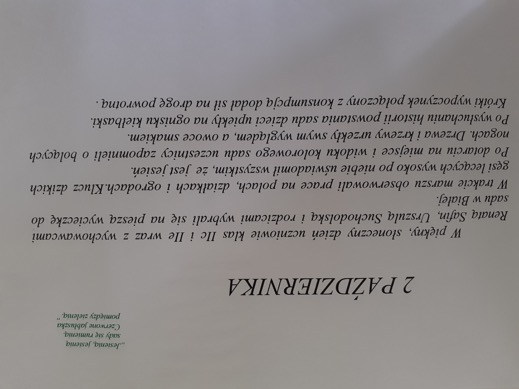 „Jesienią, jesienią
sady się rumienią,
Czerwone jabłuszka
pomiędzy zielenią,”
2 PAŹDZIERNIKA
W piękny, słoneczny dzień uczniowie klas IIc i IIe wraz z wychowawcami
Renatą Safin, Urszulą Suchodolską i rodzicami wybrali się na pieszą wycieczkę do
sadu w Białej.
W trakcie marszu obserwowali prace na polach, działkach i ogrodach.Klucz dzikich
gęsi lecących wysoko po niebie uświadomił wszystkim, że jest jesień.
Po dotarciu na miejsce i widoku kolorowego sadu uczestnicy zapomnieli o bolących
nogach. Drzewa i krzewy urzekły swym wyglądem, a owoce smakiem.
Po wysłuchaniu historii powstania sadu dzieci upiekły na ognisku kiełbaski.
Krótki wypoczynek połączony z konsumpcją dodał sił na drogę powrotną .